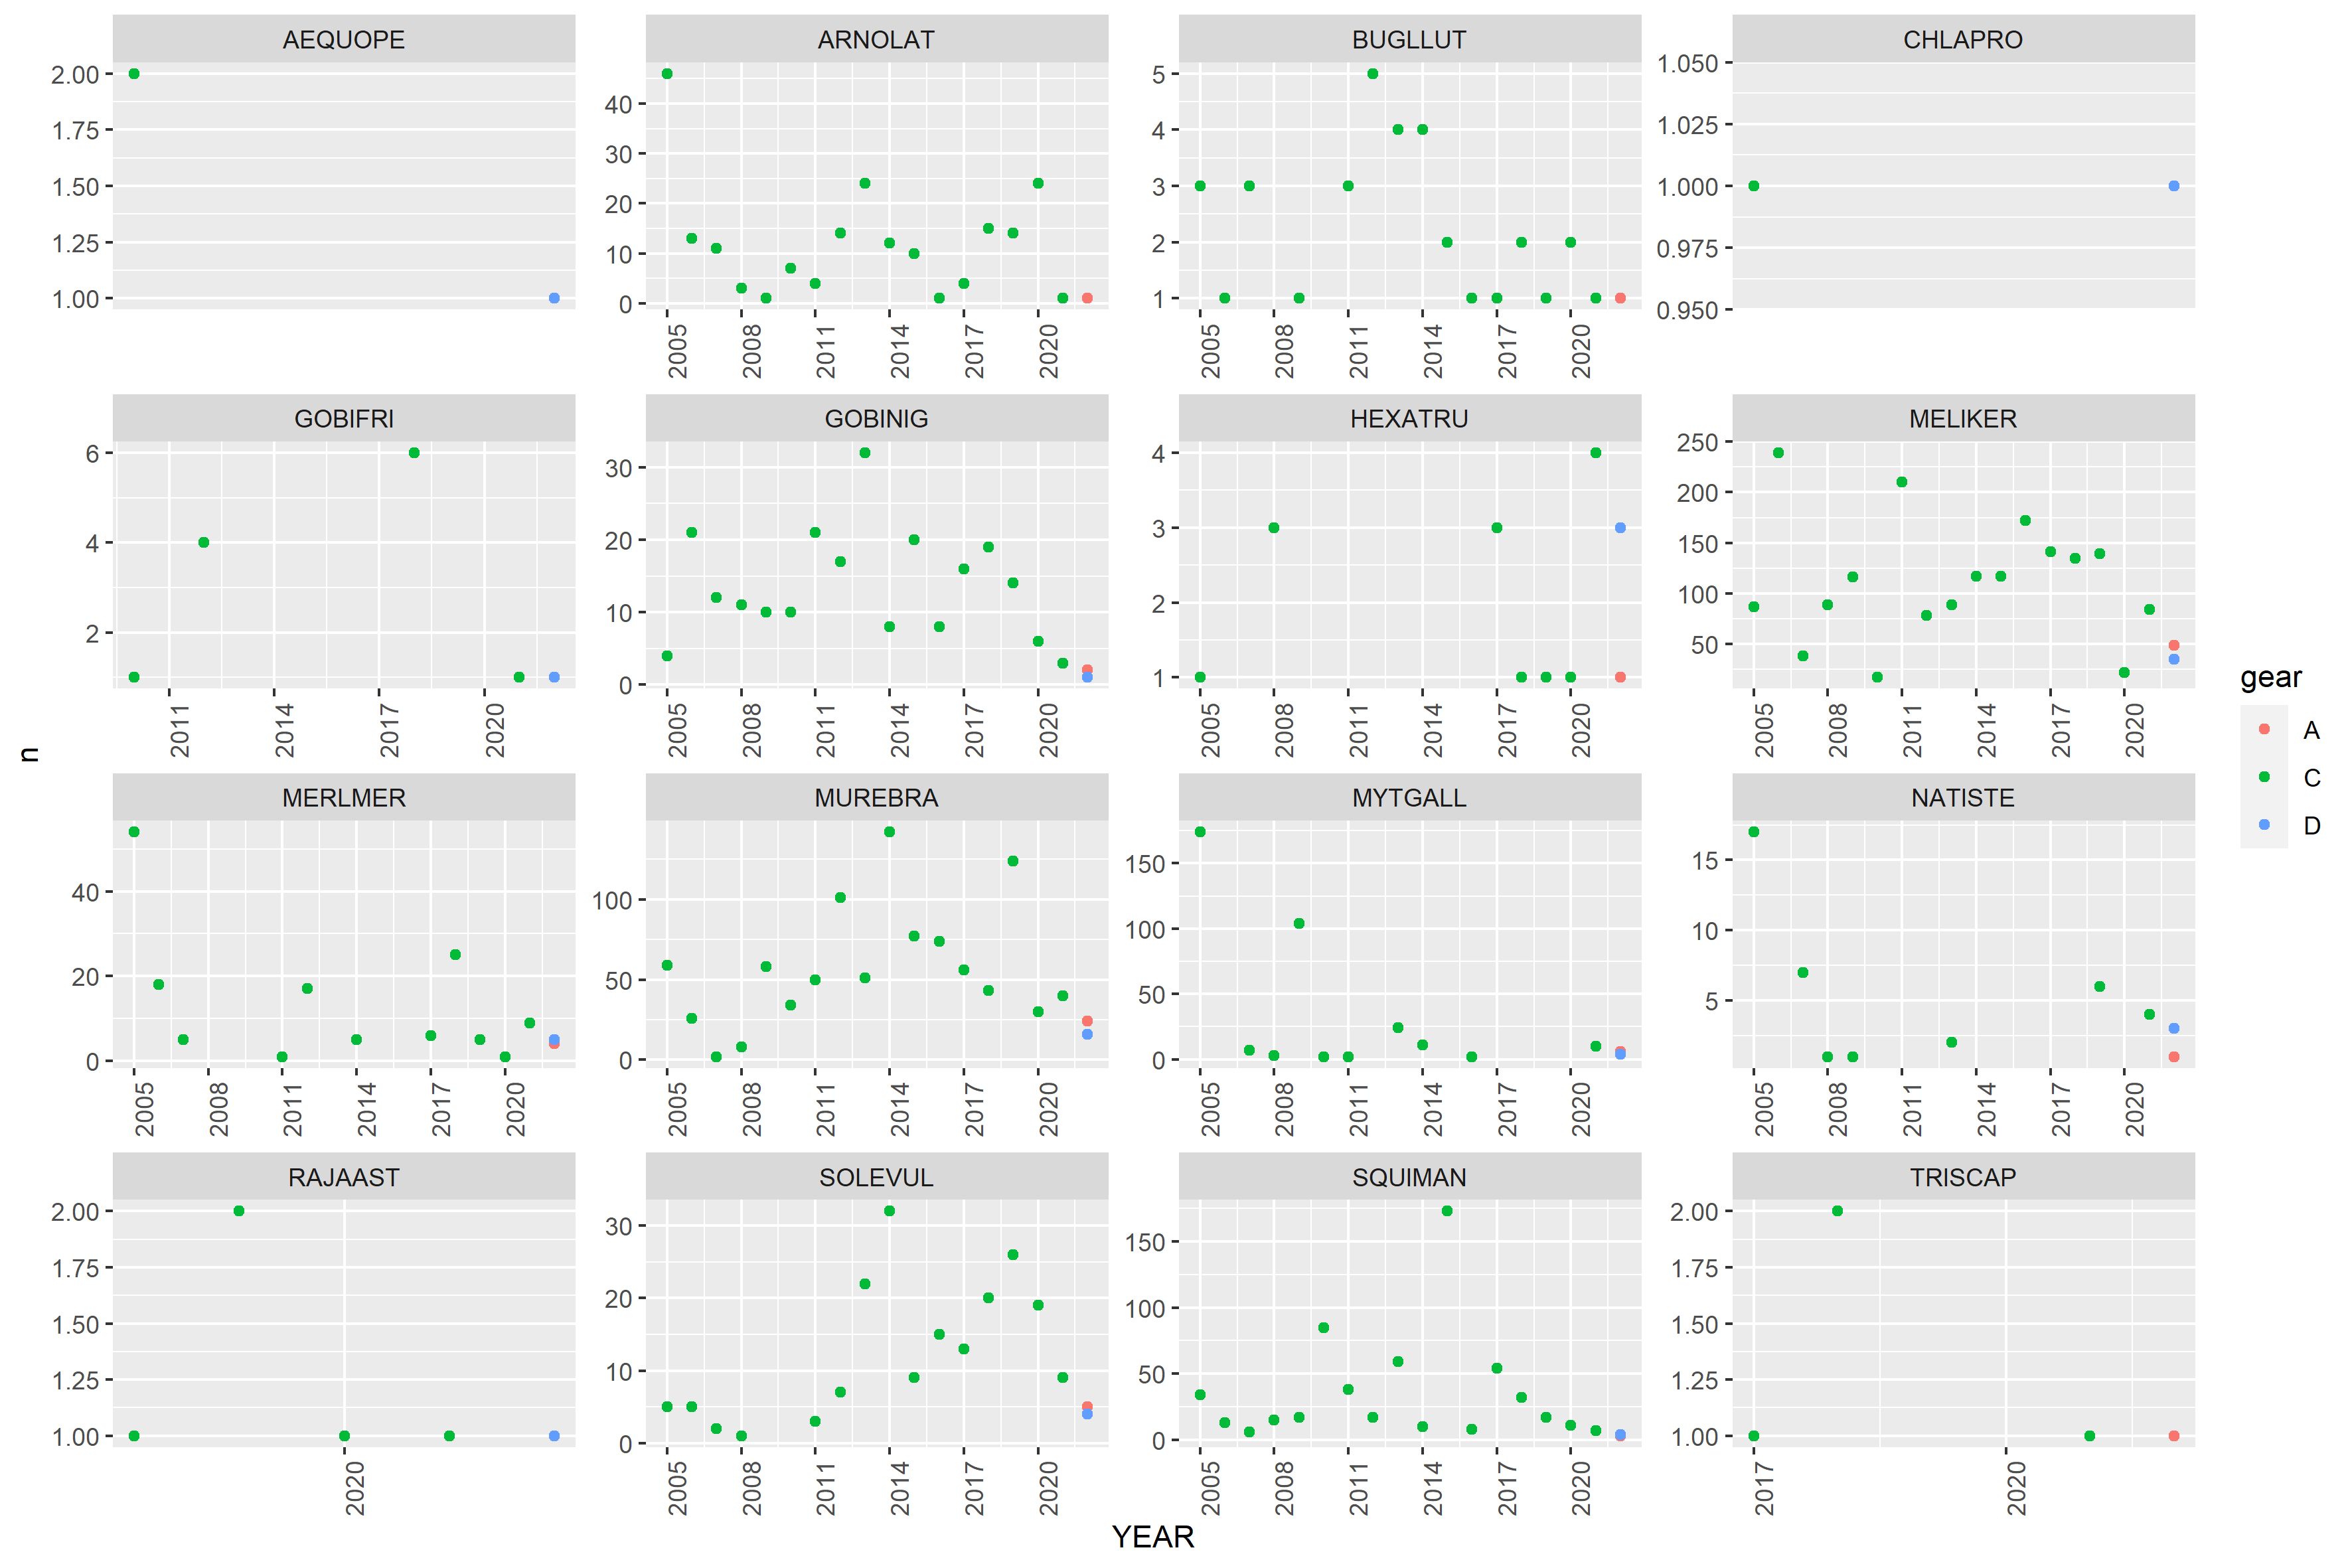 AEQUOPE
2.00
1.75
1.50
1.25
1.00
ARNOLAT
40
30
20
10
0
2005 2008 2011 2014 2017 2020
BUGLLUT
5
4
3
2
1
2005 2008 2011 2014 2017 2020
CHLAPRO
1.050
1.025
1.000
0.975
0.950
GOBIFRI
6
4
2
2011 2014 2017 2020
GOBINIG
30
20
10
0
2005 2008 2011 2014 2017 2020
HEXATRU
4
3
2
1
2005 2008 2011 2014 2017 2020
MELIKER
250
200
150
100
50
2005 2008 2011 2014 2017 2020
MERLMER
40
20
0
2005 2008 2011 2014 2017 2020
MUREBRA
100
50
0
2005 2008 2011 2014 2017 2020
MYTGALL
150
100
50
0
2005 2008 2011 2014 2017 2020
NATISTE
15
10
5
2005 2008 2011 2014 2017 2020
RAJAAST
2.00
1.75
1.50
1.25
1.00
2020
SOLEVUL
30
20
10
0
2005 2008 2011 2014 2017 2020
SQUIMAN
150
100
50
0
2005 2008 2011 2014 2017 2020
TRISCAP
2.00
1.75
1.50
1.25
1.00
2017 2020
n
YEAR
gear
A
C
D